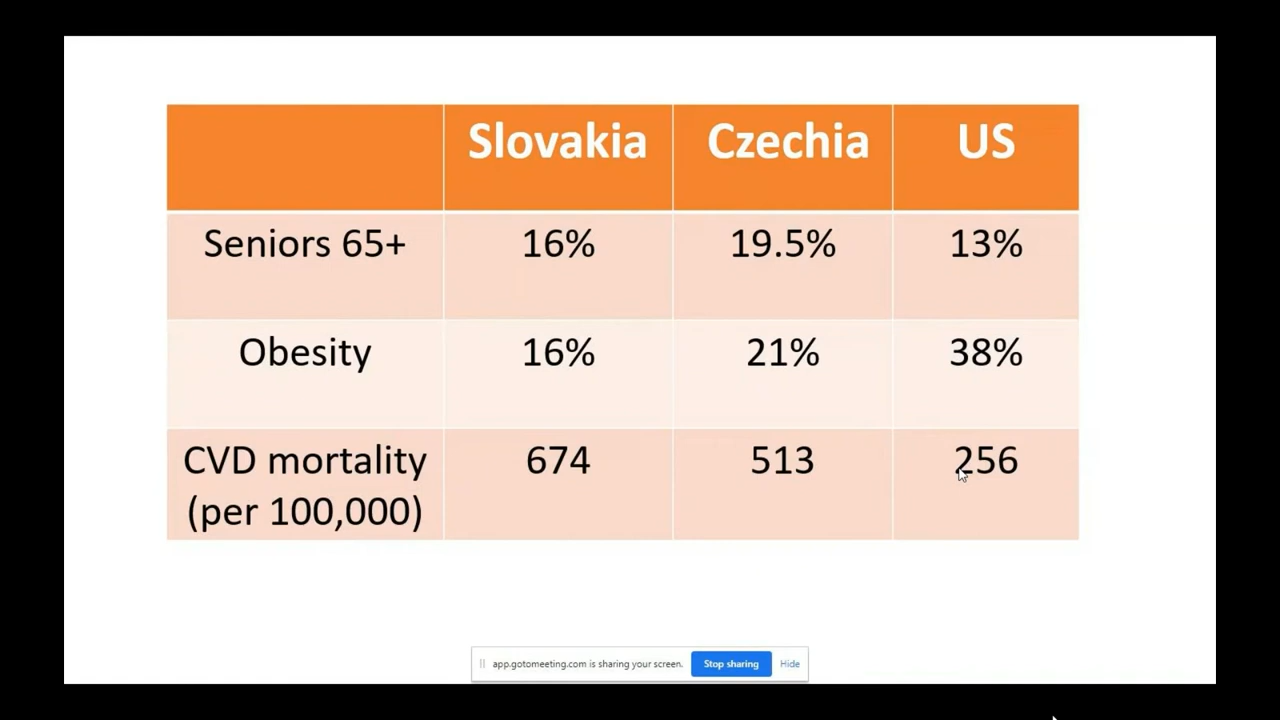 Slovakia Czechia US
Seniors 65+ 16% 19.5% 13%
Obesity 16% 21% 38%
CVD mortality 674 513 256
(per 100,000)
app.gotomeeting.com is sharing your screen. Stop sharing Hide